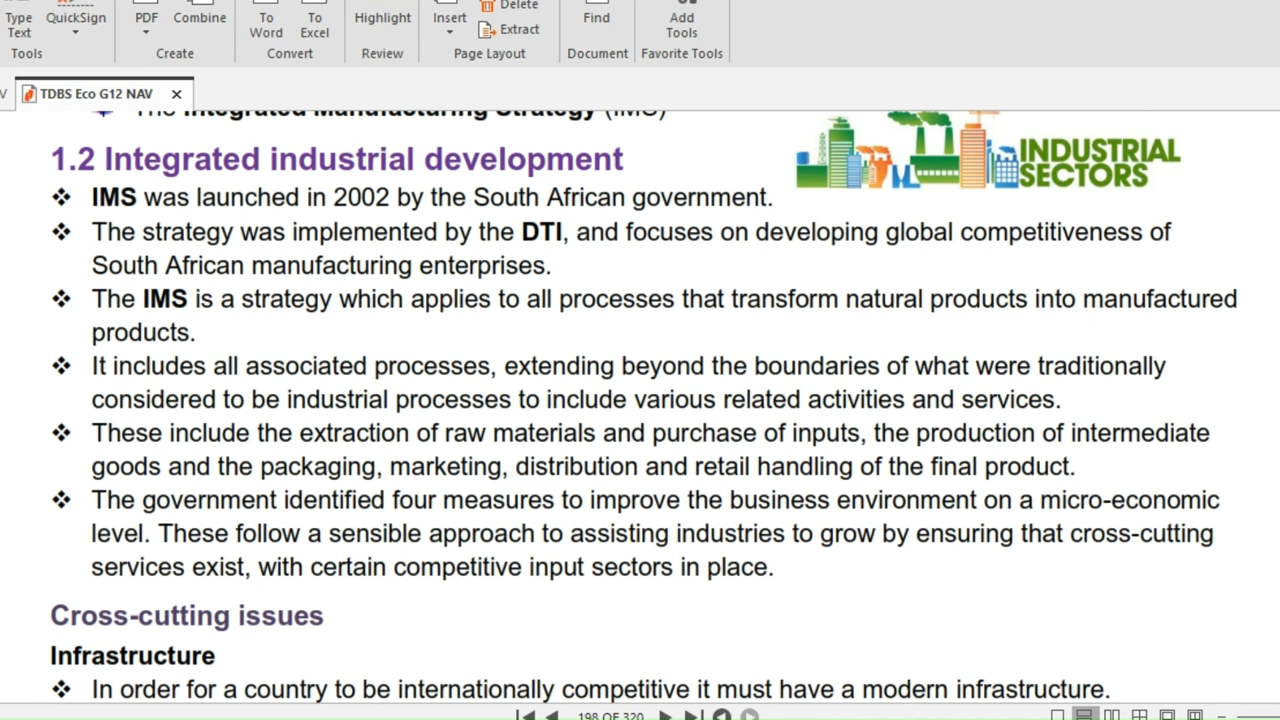 Type QuickSign PDF Combine To To Highlight Insert Delete Find Add
Text Word Excel Extract Tools
Tools Create Convert Review Page Layout Document Favorite Tools
V TDBS Eco G12 NAV ×
The Integrated Manufacturing Strategy (IMS)
1.2 Integrated industrial development
INDUSTRIAL
SECTORS
❖ IMS was launched in 2002 by the South African government.
❖ The strategy was implemented by the DTI, and focuses on developing global competitiveness of
South African manufacturing enterprises.
❖ The IMS is a strategy which applies to all processes that transform natural products into manufactured
products.
❖ It includes all associated processes, extending beyond the boundaries of what were traditionally
considered to be industrial processes to include various related activities and services.
❖ These include the extraction of raw materials and purchase of inputs, the production of intermediate
goods and the packaging, marketing, distribution and retail handling of the final product.
❖ The government identified four measures to improve the business environment on a micro-economic
level. These follow a sensible approach to assisting industries to grow by ensuring that cross-cutting
services exist, with certain competitive input sectors in place.
Cross-cutting issues
Infrastructure
❖ In order for a country to be internationally competitive it must have a modern infrastructure.
198 OF 320